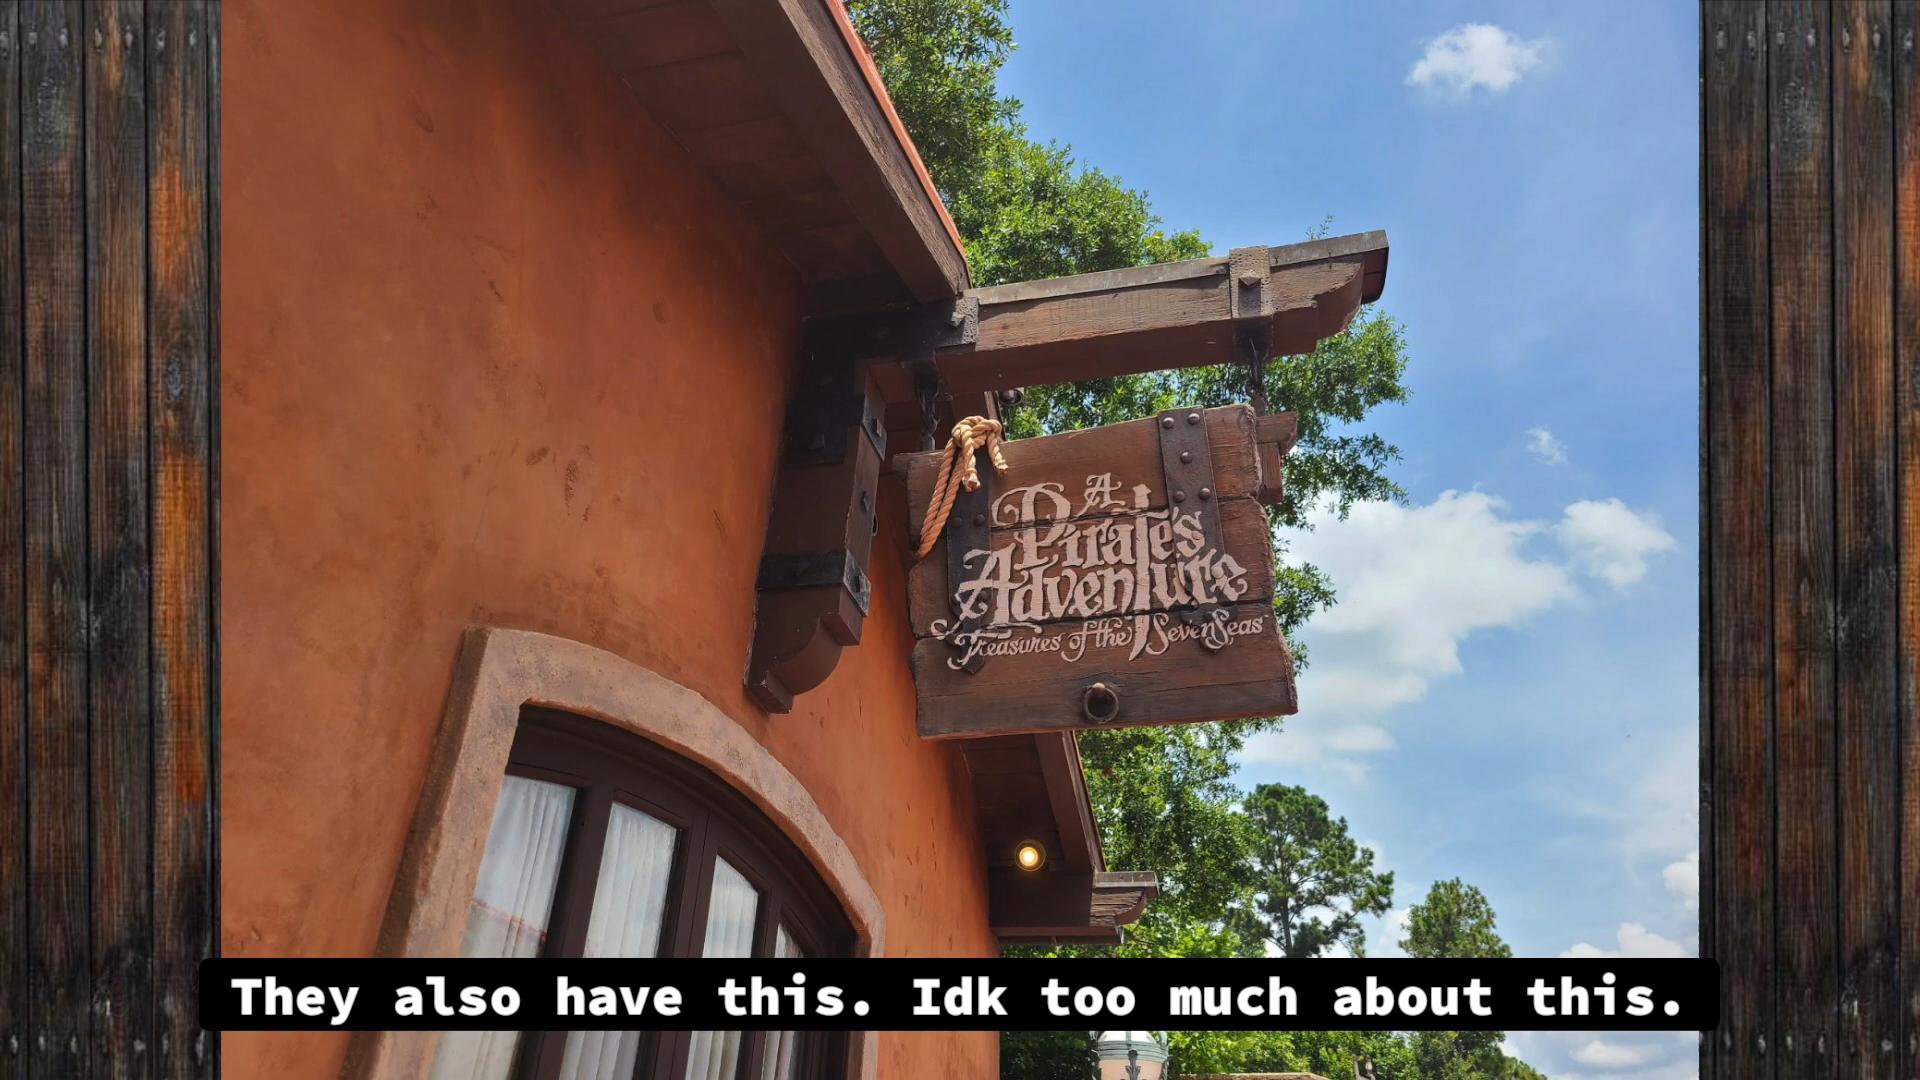 A
Pirate's
Adventure
Treasures of the Seven Seas
They also have this. Idk too much about this.